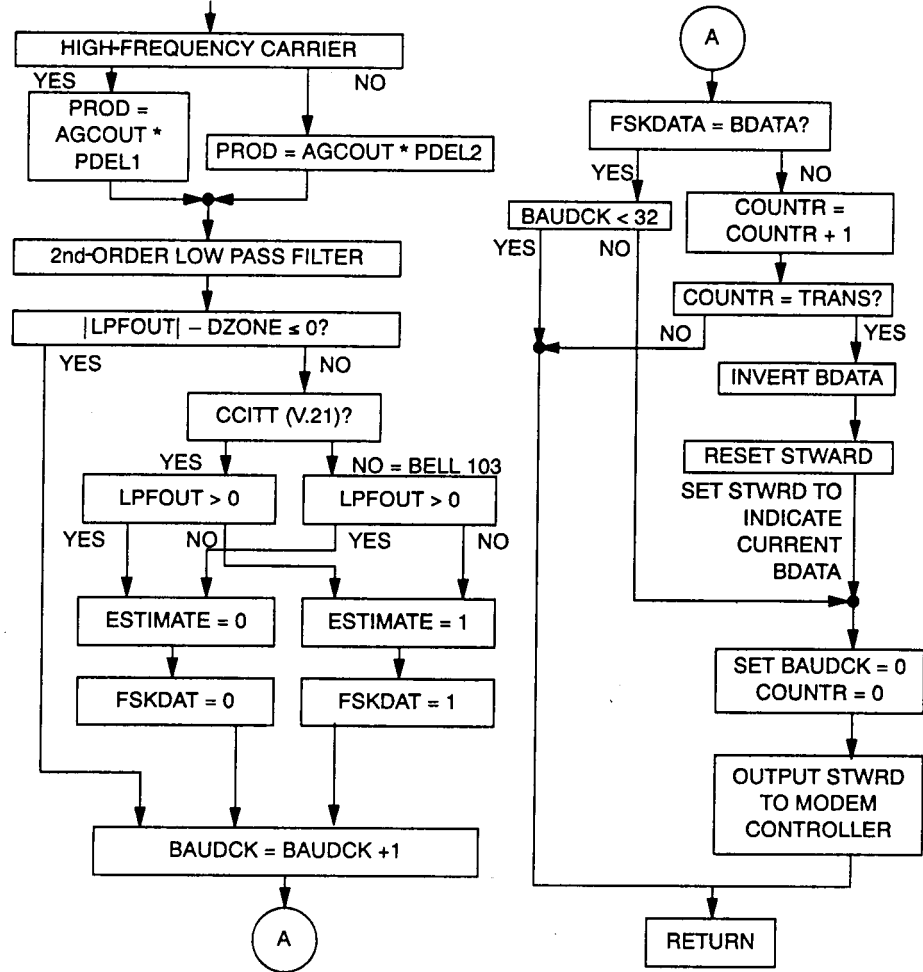 HIGH-FREQUENCY CARRIER
YES
NO
PROD =
AGCOUT *
PDEL1
PROD = AGCOUT * PDEL2
2nd-ORDER LOW PASS FILTER
|LPFOUT| – DZONE ≤ 0?
YES
NO
CCITT (V.21)?
YES
NO = BELL 103
LPFOUT > 0
LPFOUT > 0
YES
NO
YES
NO
ESTIMATE = 0
ESTIMATE = 1
FSKDAT = 0
FSKDAT = 1
BAUDCK = BAUDCK +1
A
A
FSKDATA = BDATA?
YES
NO
BAUDCK < 32
YES
NO
COUNTR =
COUNTR + 1
COUNTR = TRANS?
NO
YES
INVERT BDATA
RESET STWARD
SET STWRD TO
INDICATE
CURRENT
BDATA
SET BAUDCK = 0
COUNTR = 0
OUTPUT STWRD
TO MODEM
CONTROLLER
RETURN